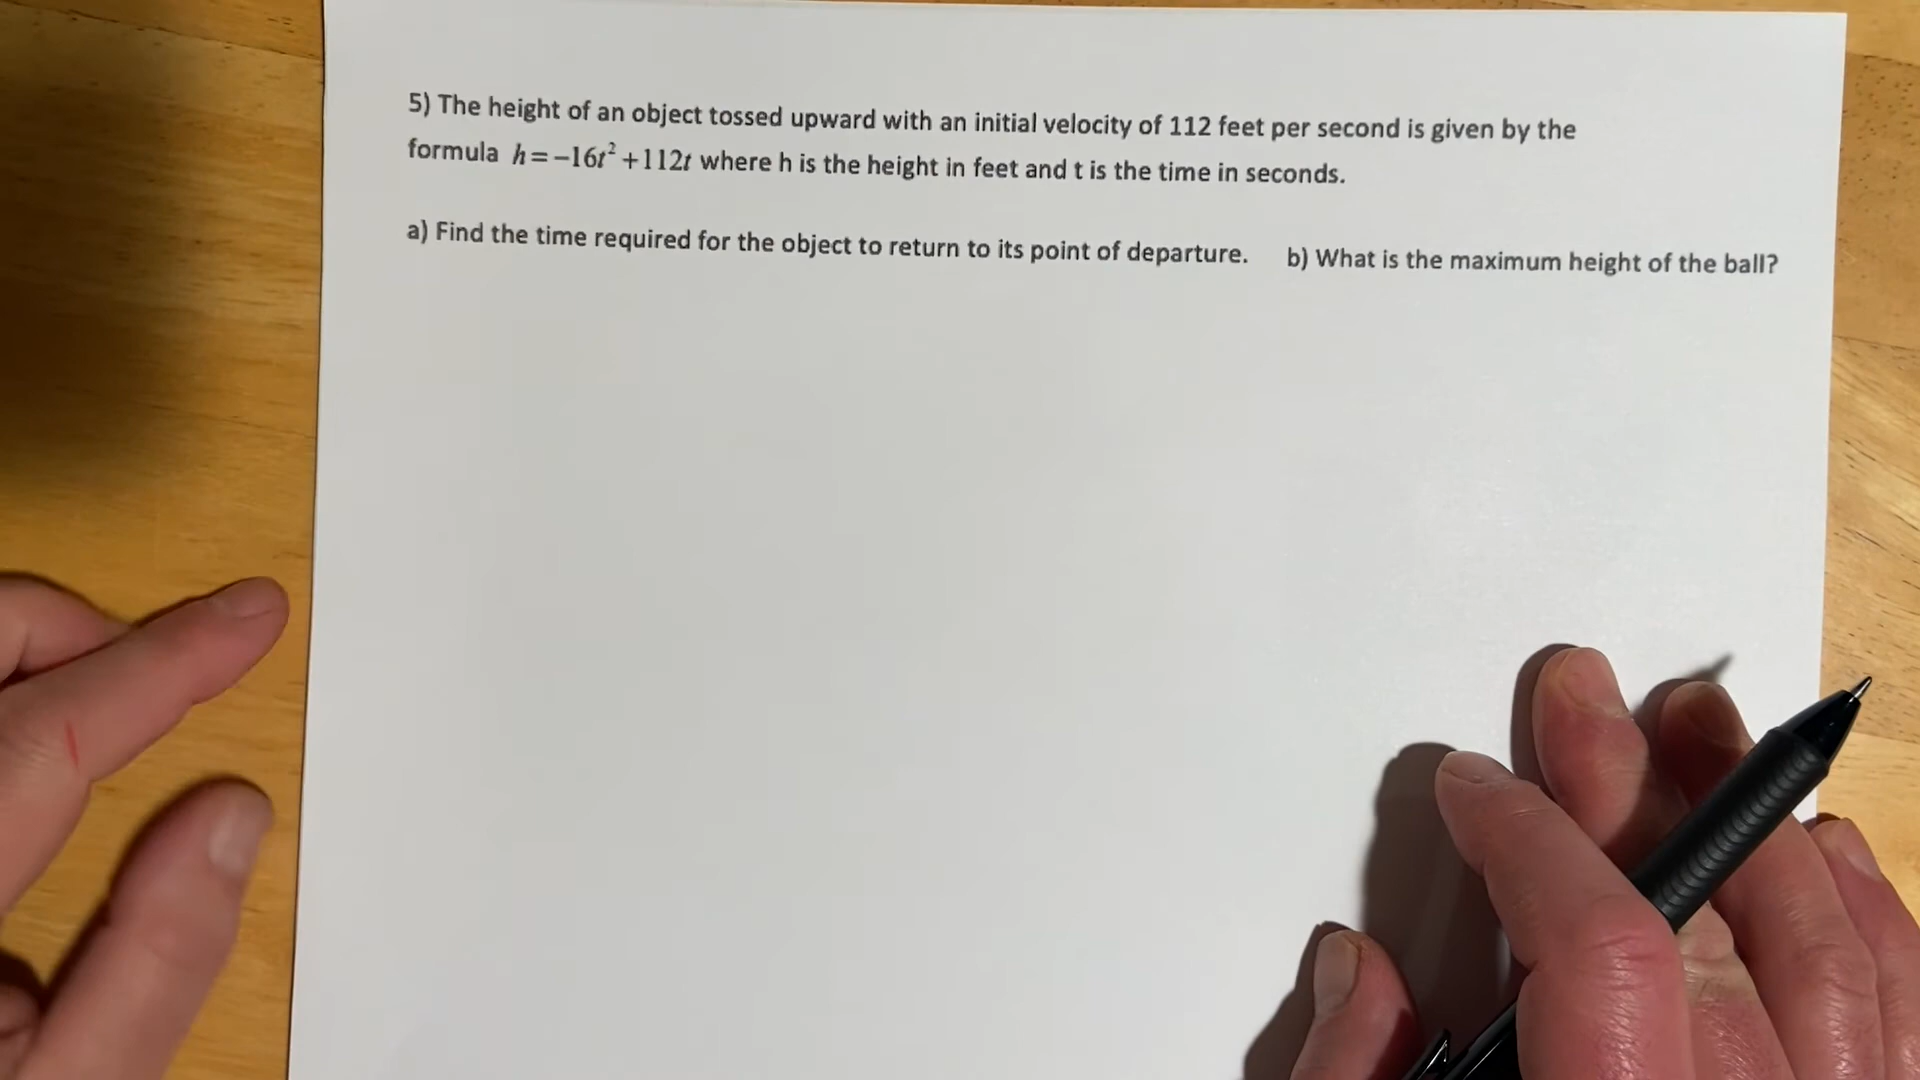 5) The height of an object tossed upward with an initial velocity of 112 feet per second is given by the
formula h=−16t²+112t where h is the height in feet and t is the time in seconds.
a) Find the time required for the object to return to its point of departure. b) What is the maximum height of the ball?